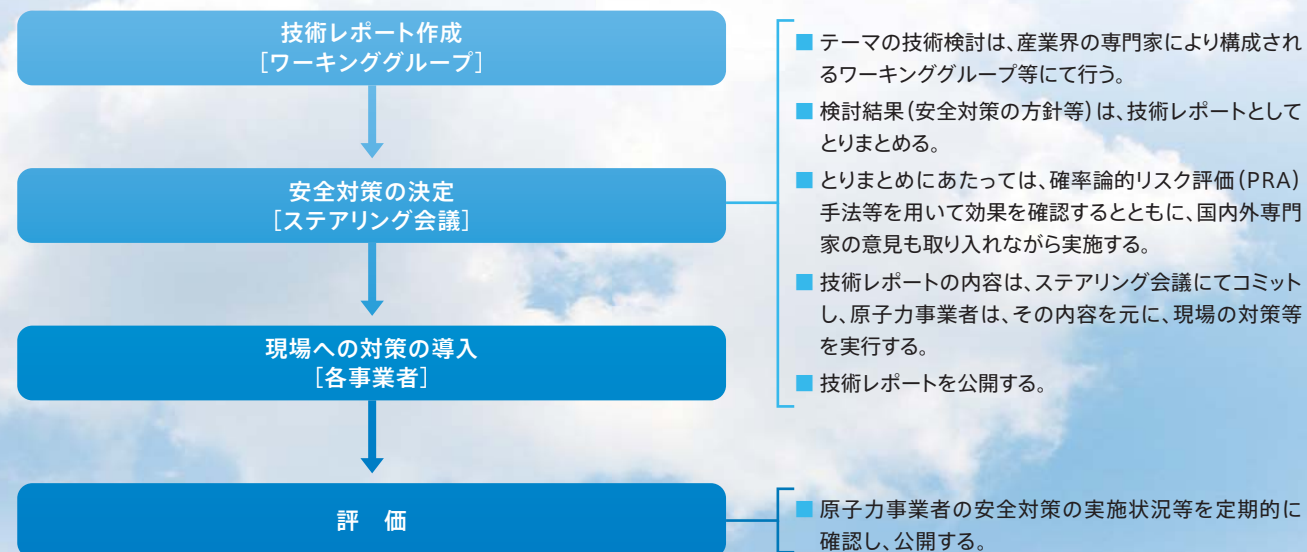 技術レポート作成
［ワーキンググループ］
安全対策の決定
［ステアリング会議］
現場への対策の導入
［各事業者］
評　価
■ テーマの技術検討は、産業界の専門家により構成され
るワーキンググループ等にて行う。
■ 検討結果（安全対策の方針等）は、技術レポートとして
とりまとめる。
■ とりまとめにあたっては、確率論的リスク評価（PRA）
手法等を用いて効果を確認するとともに、国内外専門
家の意見も取り入れながら実施する。
■ 技術レポートの内容は、ステアリング会議にてコミット
し、原子力事業者は、その内容を元に、現場の対策等
を実行する。
■ 技術レポートを公開する。
■ 原子力事業者の安全対策の実施状況等を定期的に
確認し、公開する。